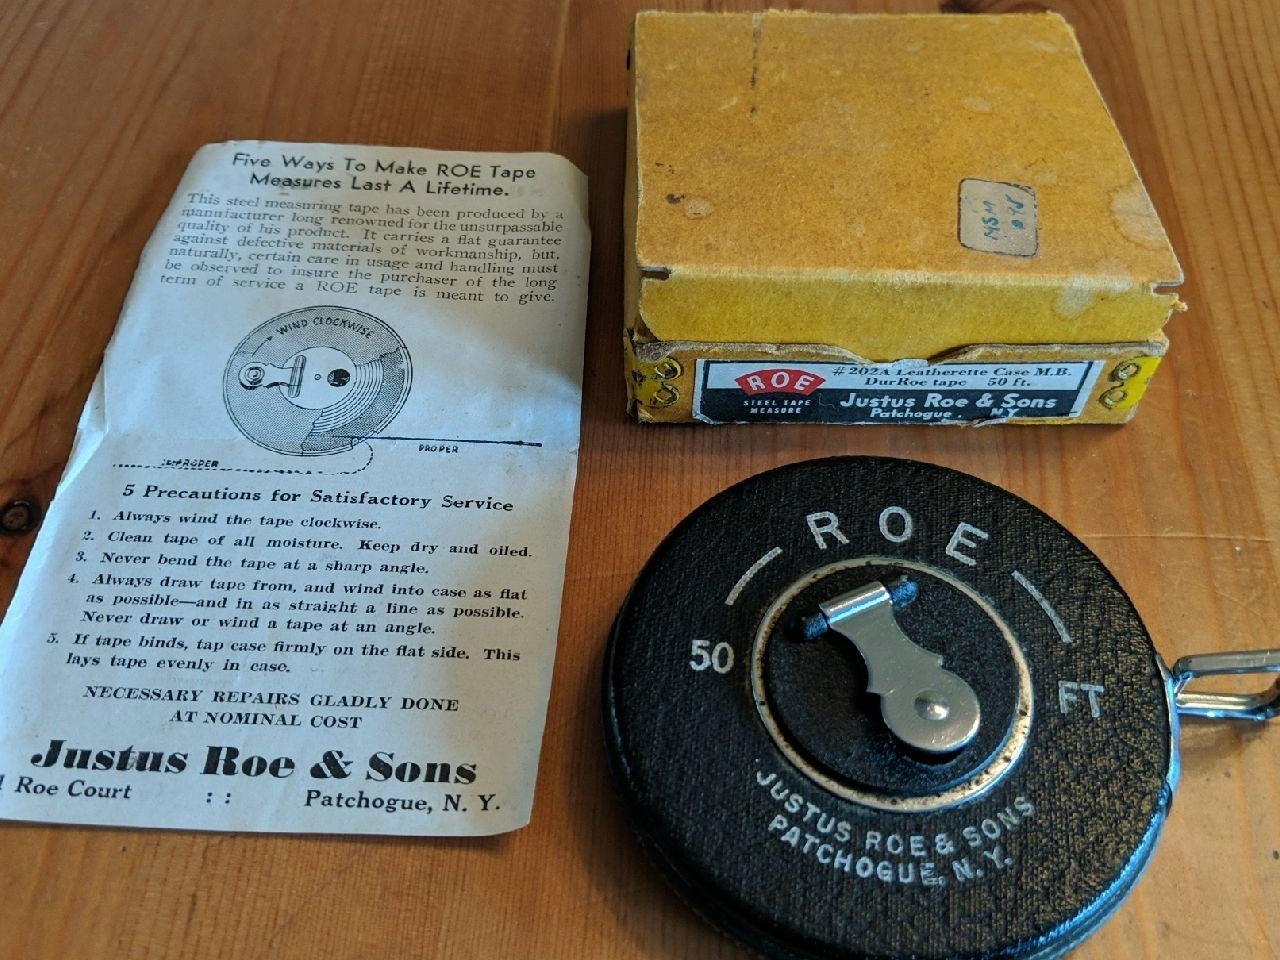 Five Ways To Make ROE Tape
Measures Last A Lifetime.
This steel measuring tape has been produced by a
manufacturer long renowned for the unsurpassable
quality of his product. It carries a flat guarantee
against defective materials of workmanship, but,
naturally, certain care in usage and handling must
be observed to insure the purchaser of the long
term of service a ROE tape is meant to give.
WIND CLOCKWISE
PROPER
IMPROPER
5 Precautions for Satisfactory Service
1. Always wind the tape clockwise.
2. Clean tape of all moisture. Keep dry and oiled.
3. Never bend the tape at a sharp angle.
4. Always draw tape from, and wind into case as flat
as possible—and in as straight a line as possible.
Never draw or wind a tape at an angle.
5. If tape binds, tap case firmly on the flat side. This
lays tape evenly in case.
NECESSARY REPAIRS GLADLY DONE
AT NOMINAL COST
Justus Roe & Sons
Roe Court : : Patchogue, N. Y.
ROE
STEEL TAPE
MEASURE
# 202A Leatherette Case M.B.
DurRoe tape 50 ft.
Justus Roe & Sons
Patchogue, N.Y.
ROE
50 FT
JUSTUS ROE & SONS
PATCHOGUE, N. Y.